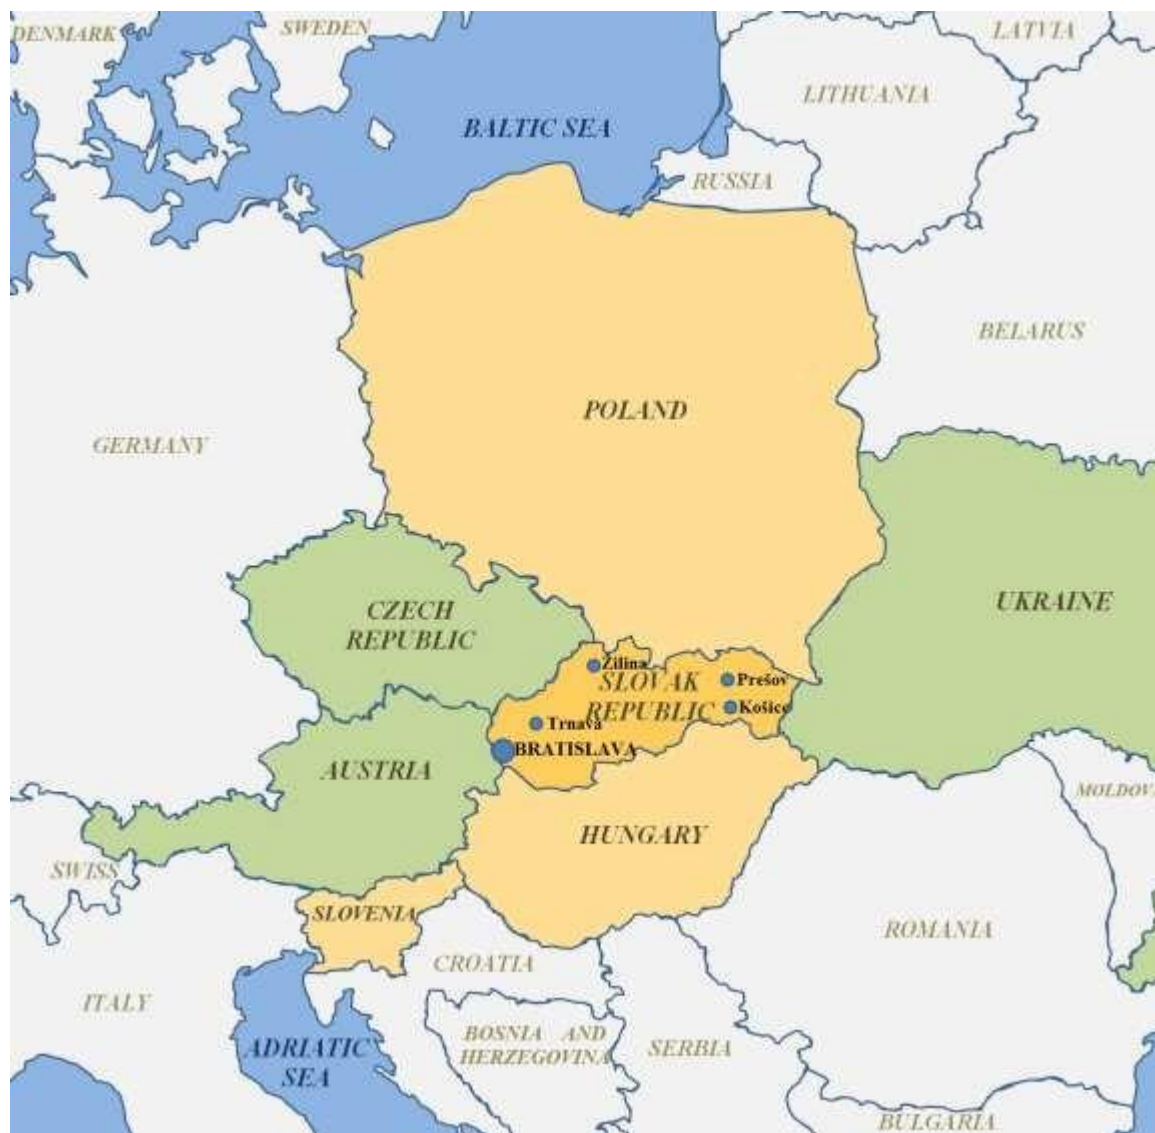 DENMARK
SWEDEN
LATVIA
LITHUANIA
BALTIC SEA
RUSSIA
BELARUS
POLAND
GERMANY
UKRAINE
CZECH
REPUBLIC
Žilina
SLOVAK
REPUBLIC
Prešov
Košice
Trnava
BRATISLAVA
AUSTRIA
MOLDOV
HUNGARY
SWISS
SLOVENIA
ROMANIA
CROATIA
ITALY
BOSNIA AND
HERZEGOVINA
SERBIA
ADRIATIC
SEA
BULGARIA